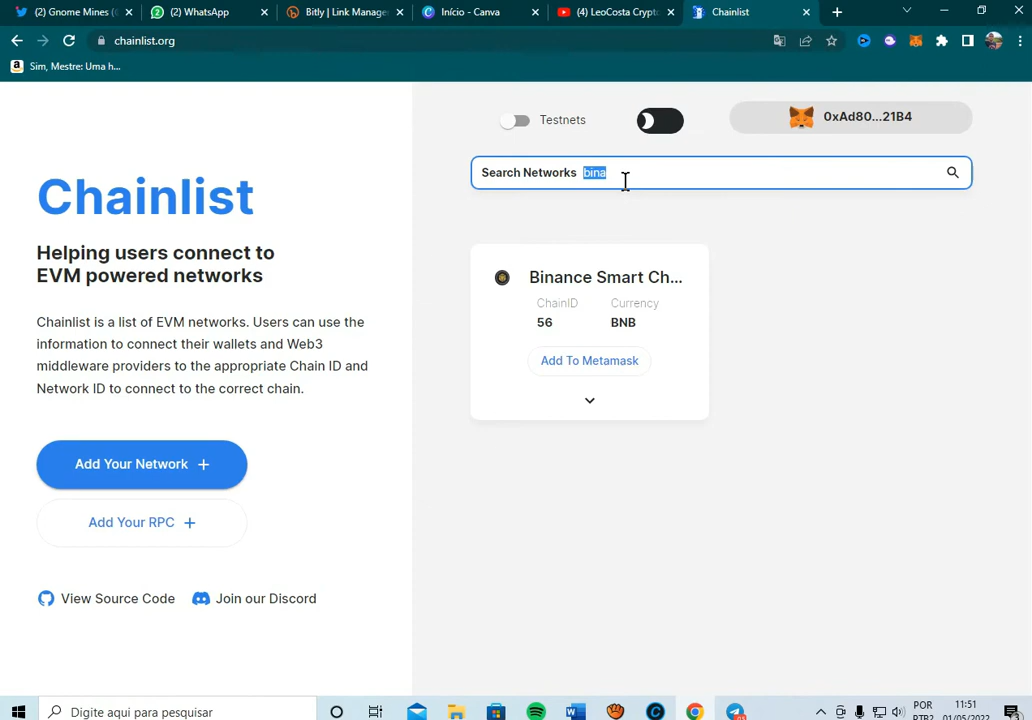 (2) Gnome Mines (
(2) WhatsApp
Bitly | Link Manage
Início - Canva
(4) LeoCosta Crypto
Chainlist
chainlist.org
Sim, Mestre: Uma h...
Testnets
0xAd80...21B4
Search Networks bina
Chainlist
Helping users connect to
EVM powered networks
Chainlist is a list of EVM networks. Users can use the
information to connect their wallets and Web3
middleware providers to the appropriate Chain ID and
Network ID to connect to the correct chain.
Add Your Network +
Add Your RPC +
View Source Code
Join our Discord
Binance Smart Ch...
ChainID
Currency
56
BNB
Add To Metamask
Digite aqui para pesquisar
POR
PTB2
11:51
01/05/2022